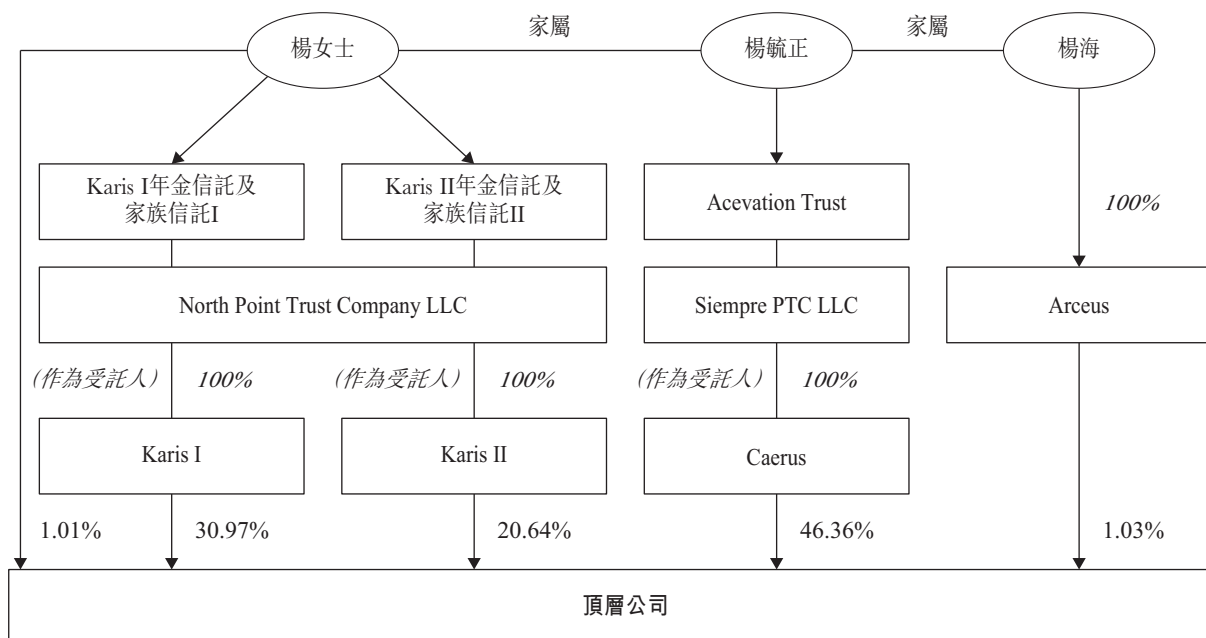 家屬
家屬
楊女士
楊毓正
楊海
Karis I年金信託及
家族信託I
Karis II年金信託及
家族信託II
Acevation Trust
100%
North Point Trust Company LLC
Siempre PTC LLC
Arceus
(作為受託人) 100%
(作為受託人) 100%
(作為受託人) 100%
Karis I
Karis II
Caerus
1.01%
30.97%
20.64%
46.36%
1.03%
頂層公司